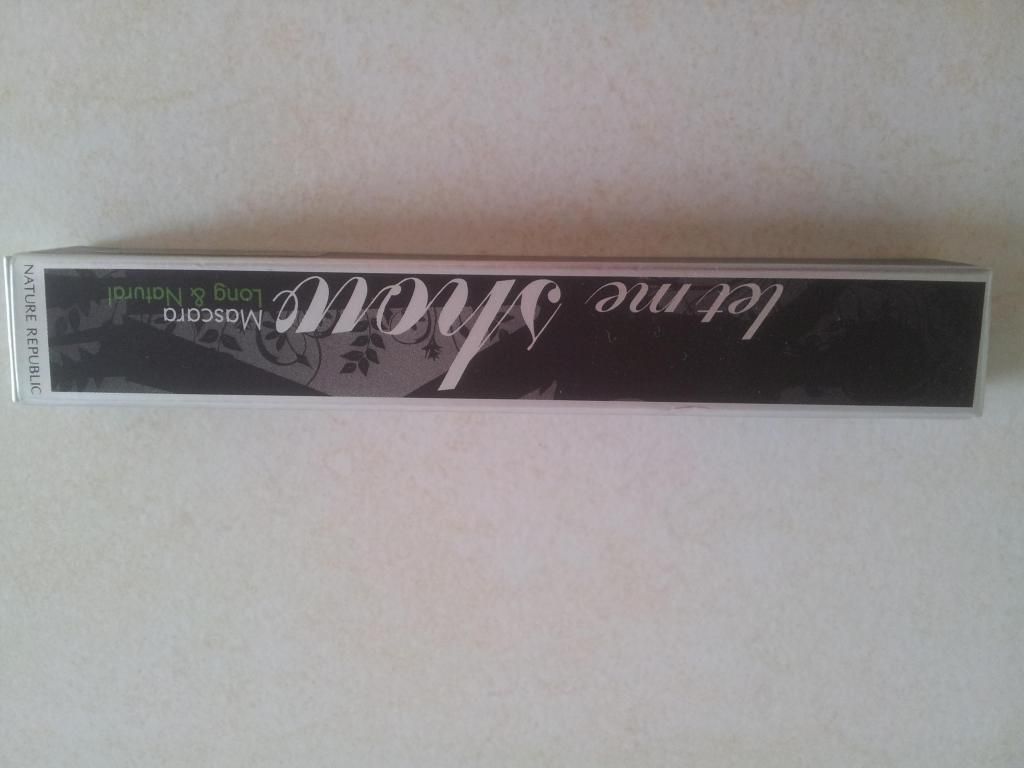 let me show
Mascara
Long & Natural
NATURE REPUBLIC